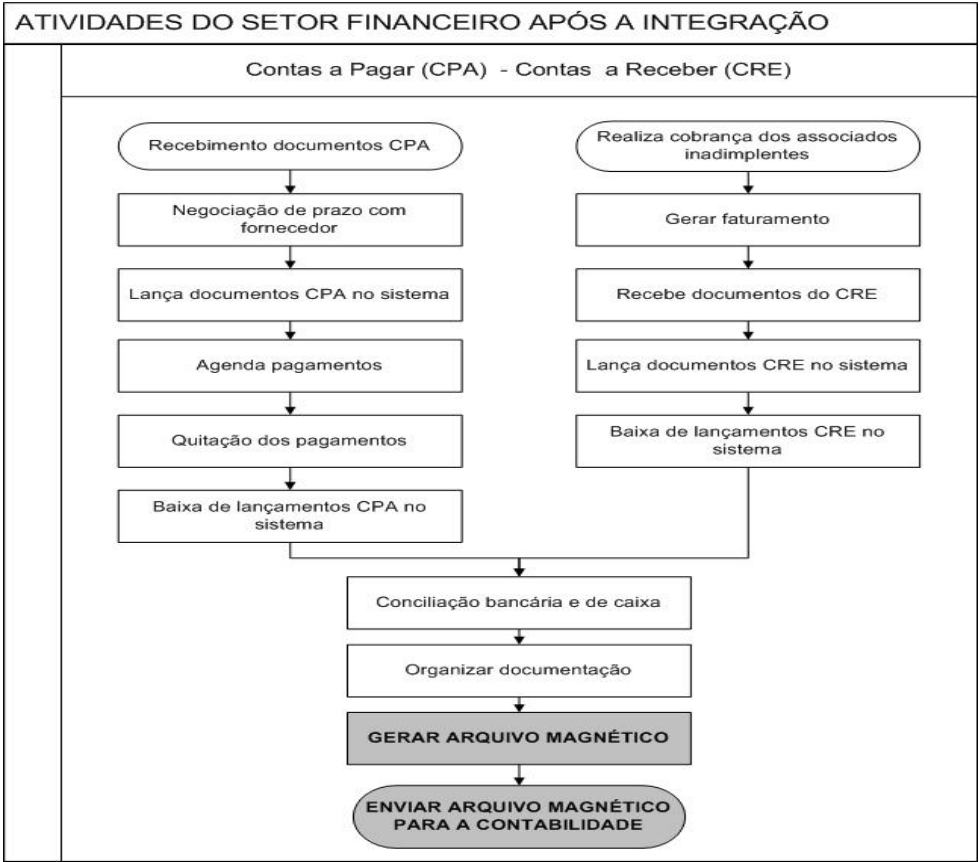 ATIVIDADES DO SETOR FINANCEIRO APÓS A INTEGRAÇÃO
Contas a Pagar (CPA) - Contas a Receber (CRE)
Recebimento documentos CPA
Negociação de prazo com
fornecedor
Lança documentos CPA no sistema
Agenda pagamentos
Quitação dos pagamentos
Baixa de lançamentos CPA no
sistema
Realiza cobrança dos associados
inadimplentes
Gerar faturamento
Recebe documentos do CRE
Lança documentos CRE no sistema
Baixa de lançamentos CRE no
sistema
Conciliação bancária e de caixa
Organizar documentação
GERAR ARQUIVO MAGNÉTICO
ENVIAR ARQUIVO MAGNÉTICO
PARA A CONTABILIDADE